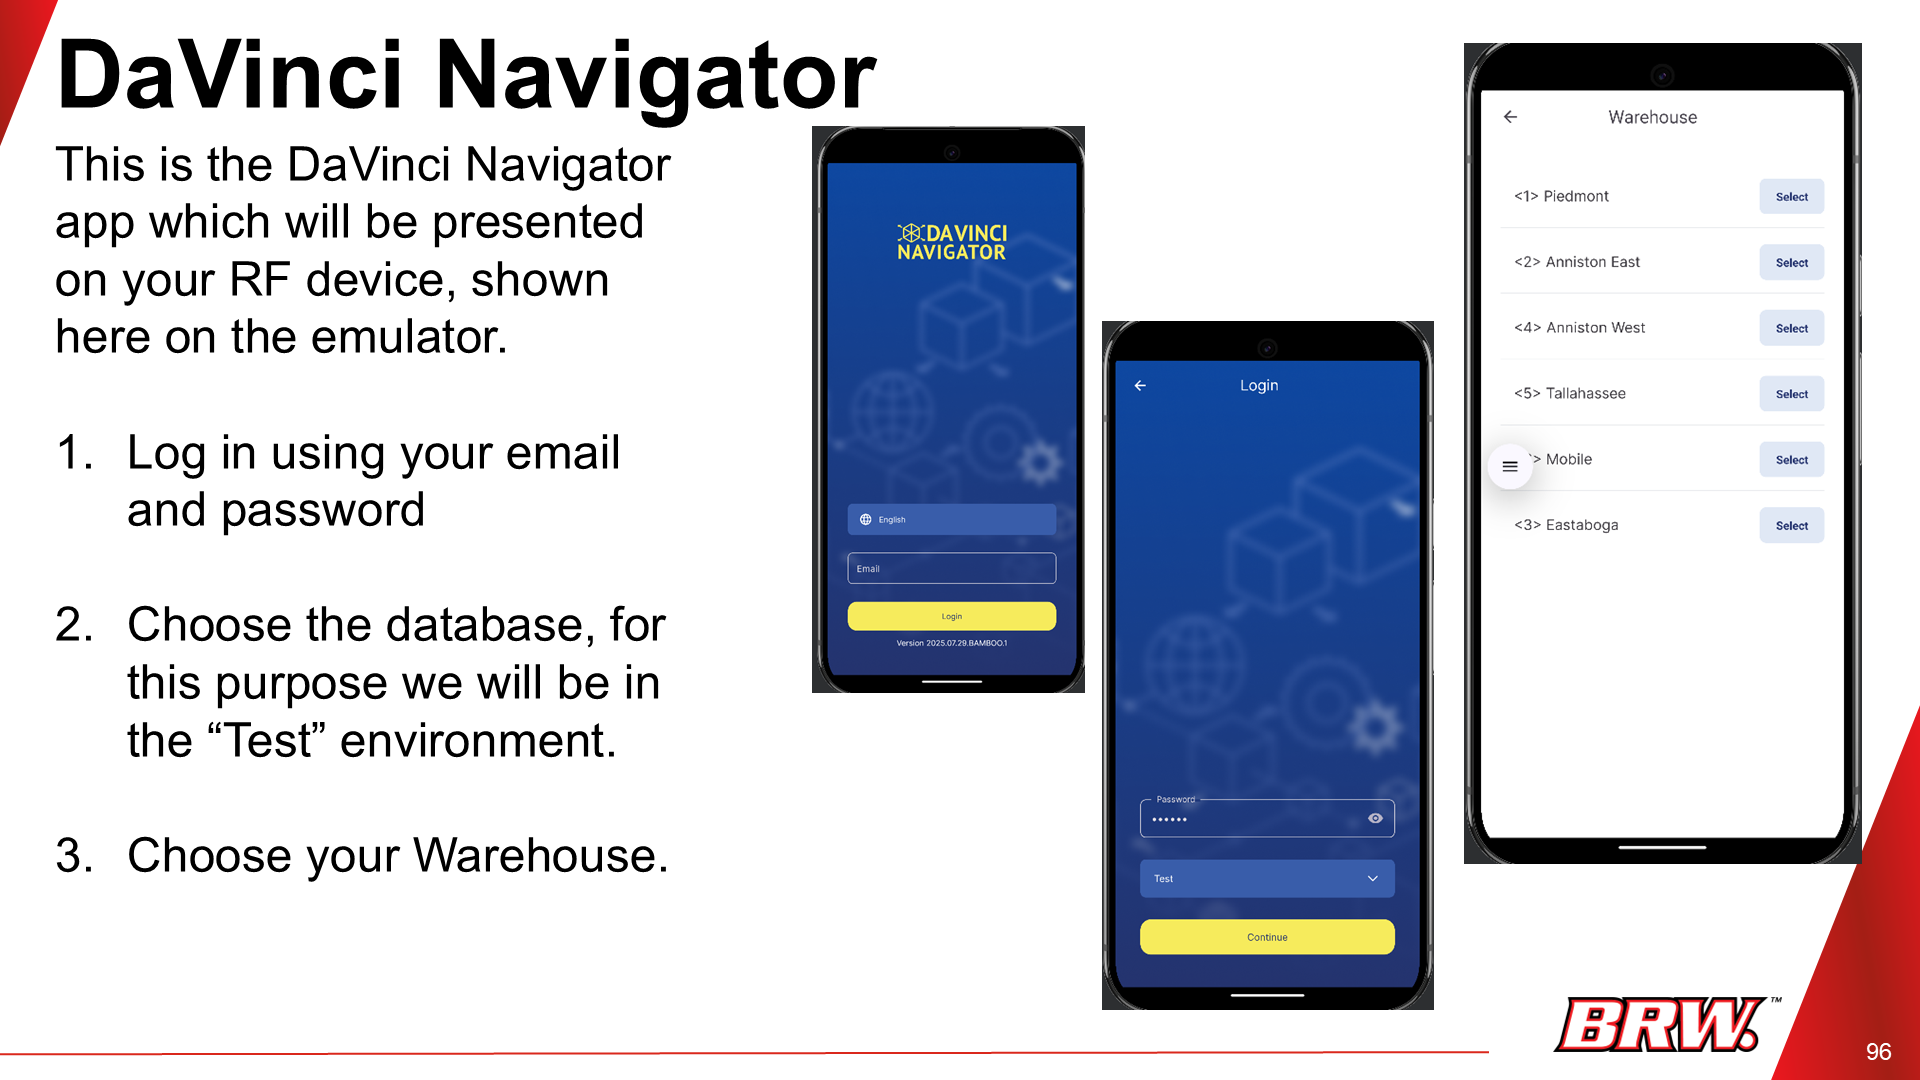 DaVinci Navigator
This is the DaVinci Navigator
app which will be presented
on your RF device, shown
here on the emulator.
1. Log in using your email
and password
2. Choose the database, for
this purpose we will be in
the “Test” environment.
3. Choose your Warehouse.
DAVINCI
NAVIGATOR
English
Email
Login
Version 2025.07.29.BAMBOO.1
Login
Password
••••••
Test
Continue
Warehouse
<1> Piedmont Select
<2> Anniston East Select
<4> Anniston West Select
<5> Tallahassee Select
> Mobile Select
<3> Eastaboga Select
BRW.™
96